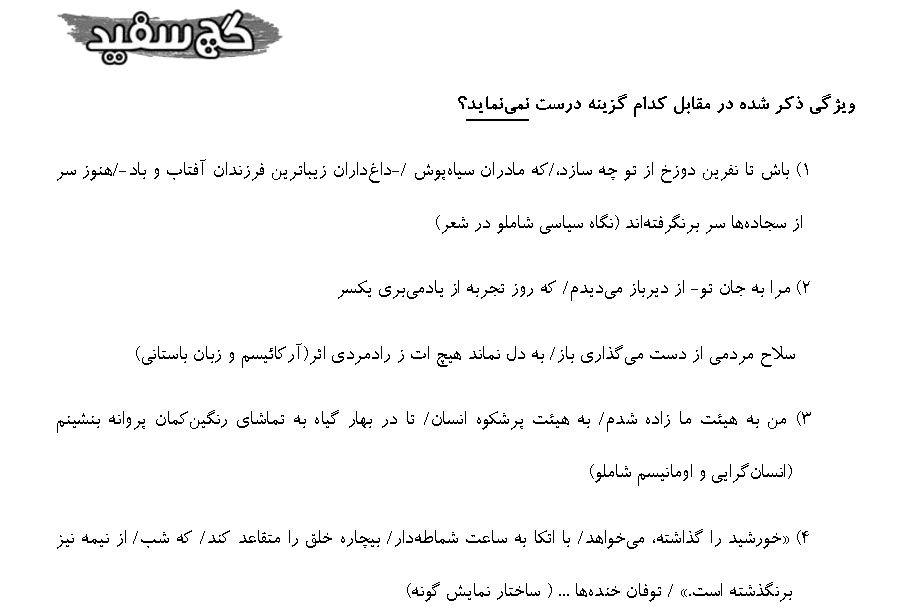 گچ سفید
ویژگی ذکر شده در مقابل کدام گزینه درست نمی‌نماید؟
۱) باش تا نفرین دوزخ از تو چه سازد،/که مادران سیاه‌پوش /-داغ‌داران زیباترین فرزندان آفتاب و باد-/هنوز سر
از سجاده‌ها سر برنگرفته‌اند (نگاه سیاسی شاملو در شعر)
۲) مرا به جان تو- از دیرباز می‌دیدم/ که روز تجربه از یادمی‌بری یکسر
سلاح مردمی از دست می‌گذاری باز/ به دل نماند هیچ ات ز رادمردی اثر(آرکائیسم و زبان باستانی)
۳) من به هیئت ما زاده شدم/ به هیئت پرشکوه انسان/ تا در بهار گیاه به تماشای رنگین‌کمان پروانه بنشینم
(انسان‌گرایی و اومانیسم شاملو)
۴) «خورشید را گذاشته، می‌خواهد/ با اتکا به ساعت شماطه‌دار/ بیچاره خلق را متقاعد کند/ که شب/ از نیمه نیز
برنگذشته است.» / توفان خنده‌ها ... ( ساختار نمایش گونه)